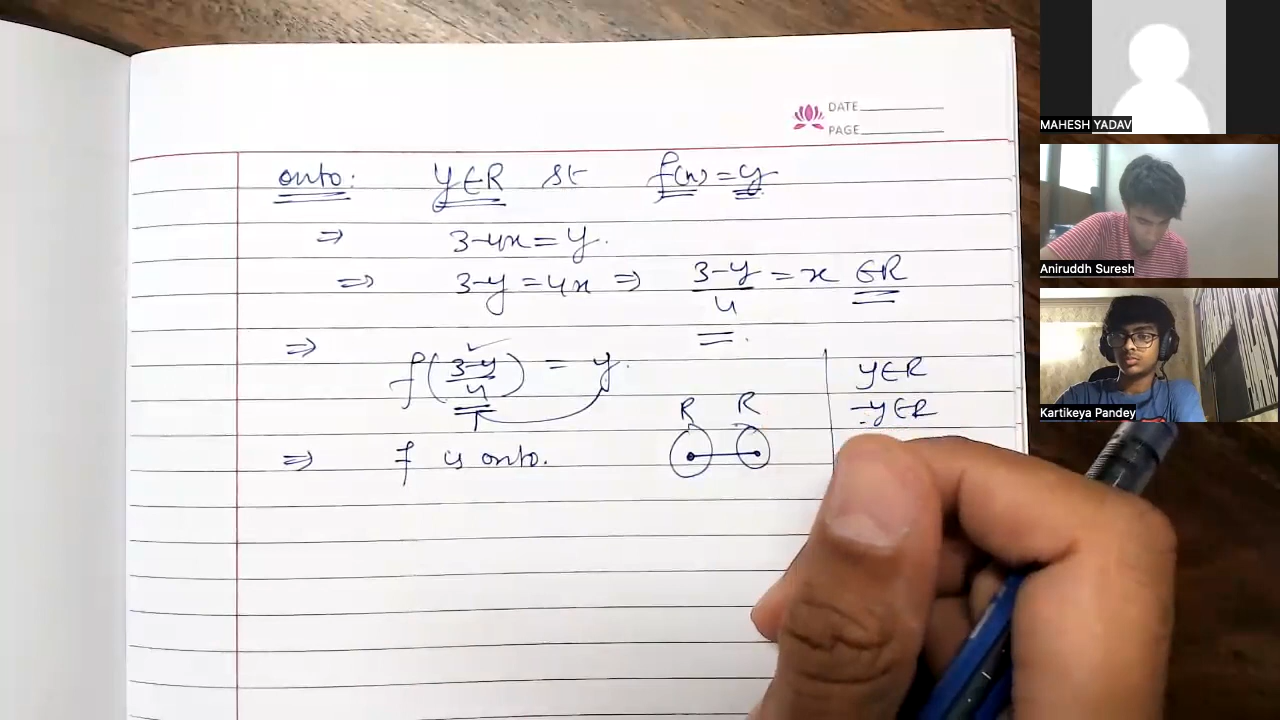 DATE
PAGE
onto: y∈R st f(n) = y
⇒ 3-4x = y.
⇒ 3-y = 4x ⇒ 3-y/4 = x ∈R
⇒ f(3-y/4) = y.
⇒ f is onto.
R R
y∈R
-y∈R
MAHESH YADAV
Aniruddh Suresh
Kartikeya Pandey